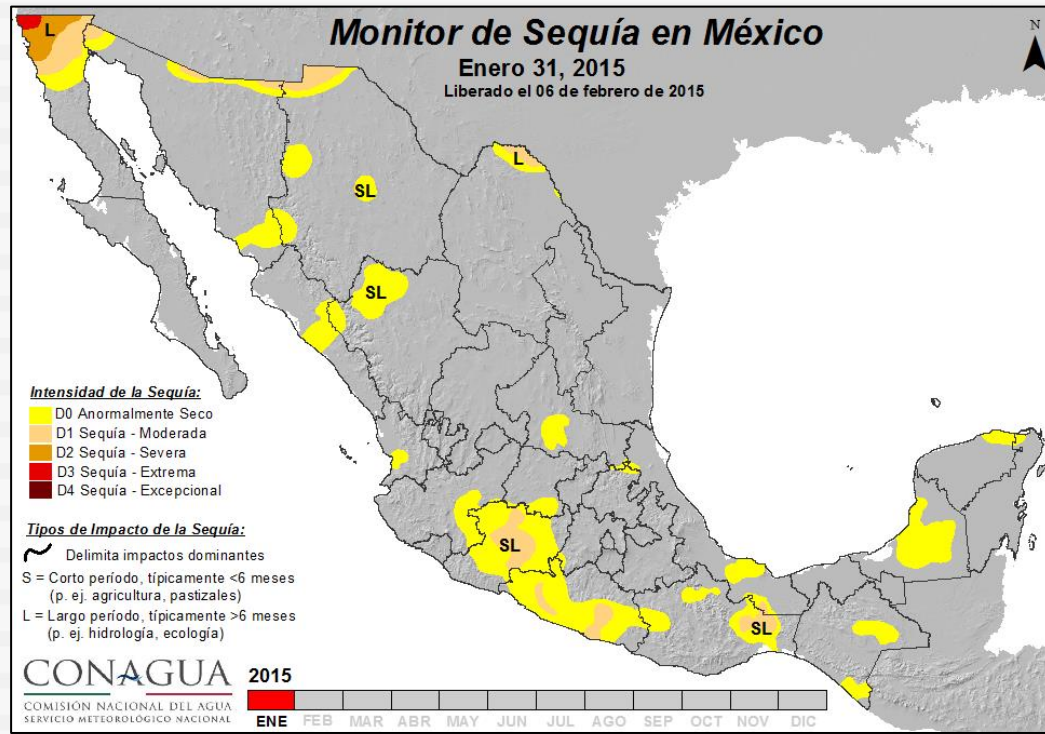 Monitor de Sequía en México
Enero 31, 2015
Liberado el 06 de febrero de 2015
N
L
L
SL
SL
SL
SL
Intensidad de la Sequía:
D0 Anormalmente Seco
D1 Sequía - Moderada
D2 Sequía - Severa
D3 Sequía - Extrema
D4 Sequía - Excepcional
Tipos de Impacto de la Sequía:
Delimita impactos dominantes
S = Corto período, típicamente <6 meses
(p. ej. agricultura, pastizales)
L = Largo período, típicamente >6 meses
(p. ej. hidrología, ecología)
CONAGUA
COMISIÓN NACIONAL DEL AGUA
SERVICIO METEOROLÓGICO NACIONAL
2015
ENE FEB MAR ABR MAY JUN JUL AGO SEP OCT NOV DIC